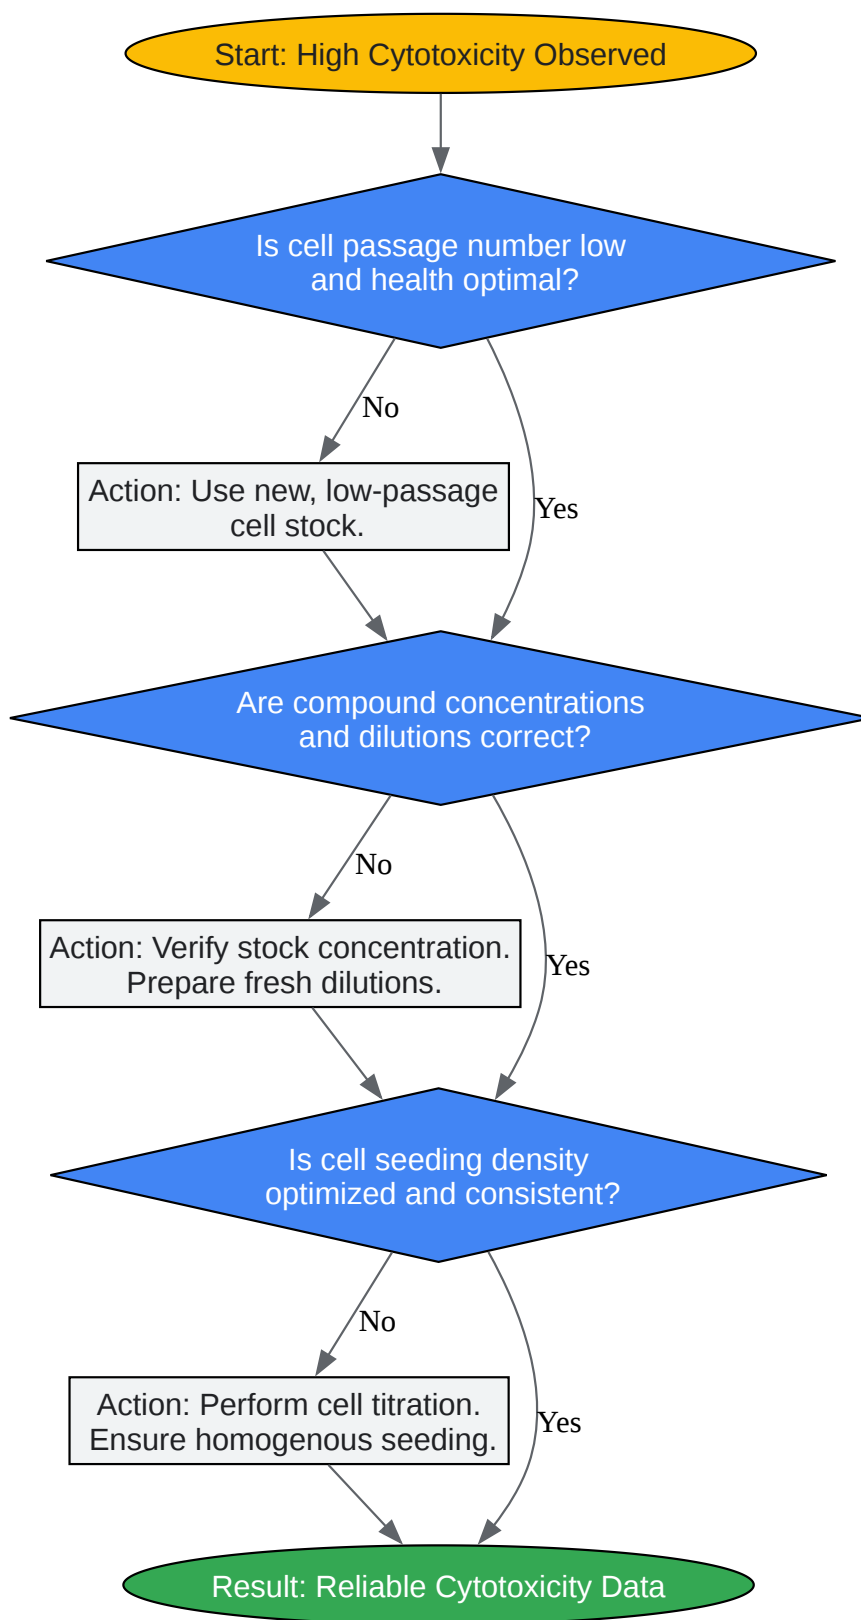 Start: High Cytotoxicity Observed
Is cell passage number low
and health optimal?
No
Action: Use new, low-passage
cell stock.
Yes
Are compound concentrations
and dilutions correct?
No
Action: Verify stock concentration.
Prepare fresh dilutions.
Yes
Is cell seeding density
optimized and consistent?
No
Action: Perform cell titration.
Ensure homogenous seeding.
Yes
Result: Reliable Cytotoxicity Data